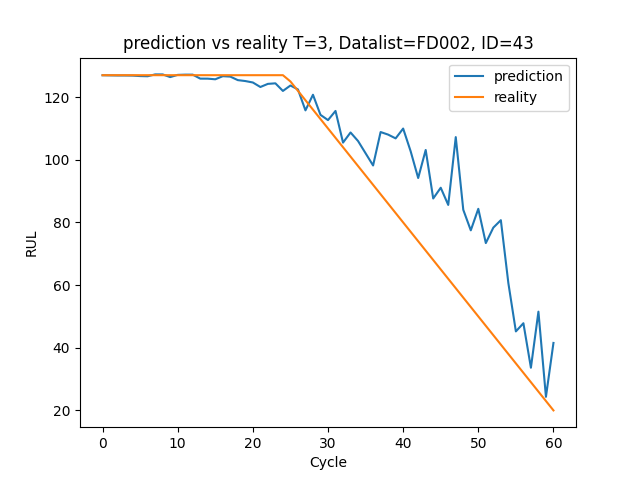 prediction vs reality T=3, Datalist=FD002, ID=43
prediction
reality
RUL
120
100
80
60
40
20
0 10 20 30 40 50 60
Cycle